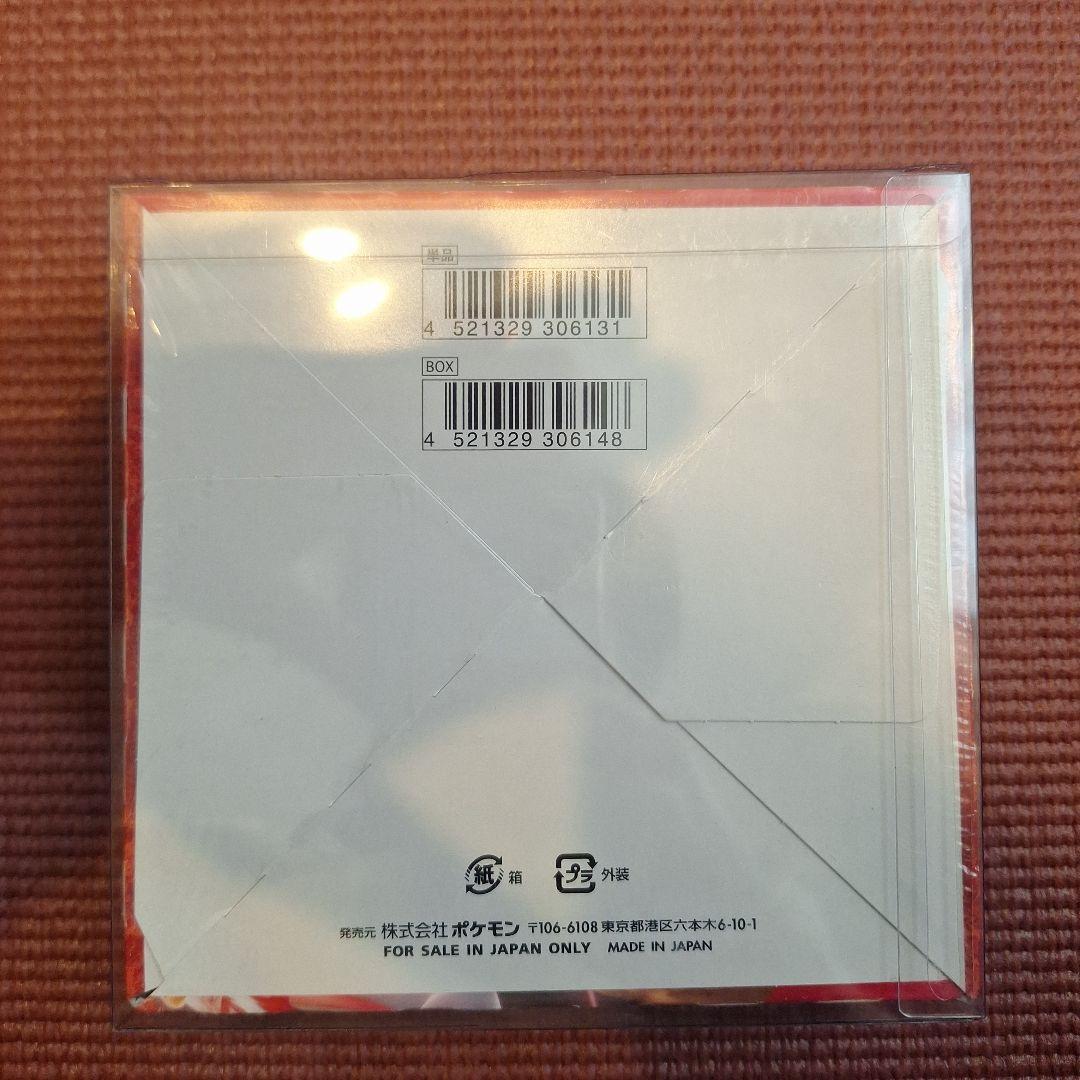 単品
4 521329 306131
BOX
4 521329 306148
紙 箱 プラ 外装
発売元 株式会社 ポケモン 〒106-6108 東京都港区六本木6-10-1
FOR SALE IN JAPAN ONLY MADE IN JAPAN